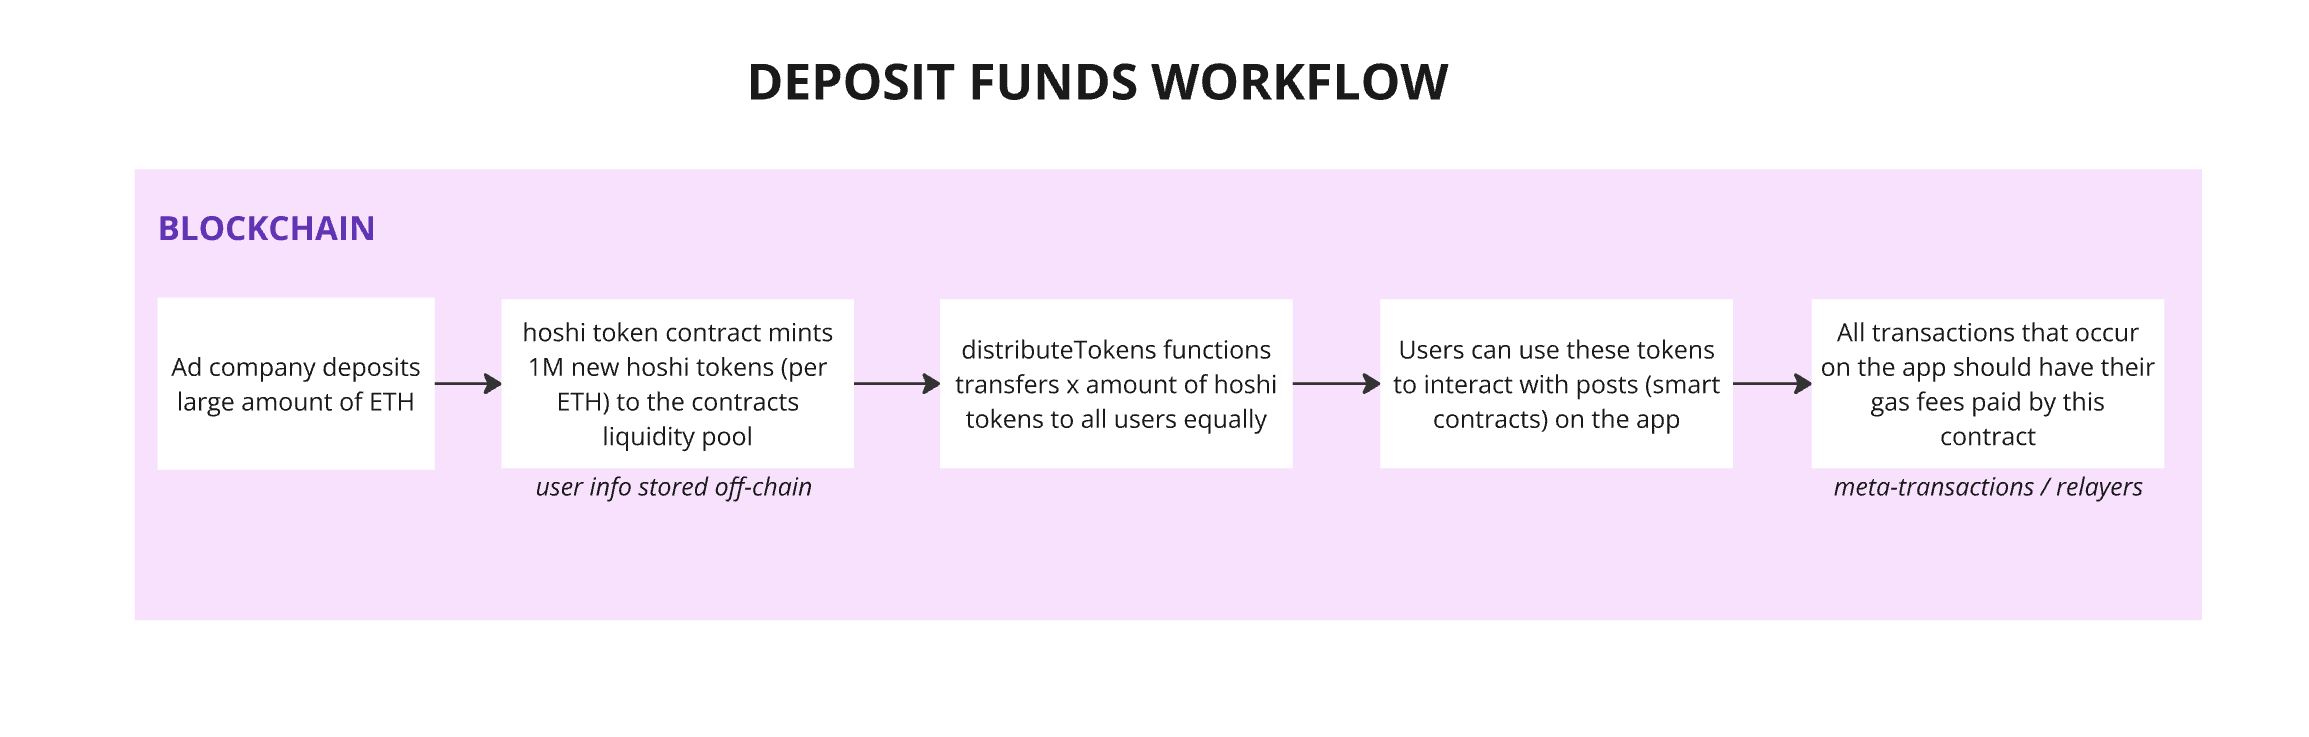 DEPOSIT FUNDS WORKFLOW
BLOCKCHAIN
Ad company deposits
large amount of ETH
hoshi token contract mints
1M new hoshi tokens (per
ETH) to the contracts
liquidity pool
user info stored off-chain
distributeTokens functions
transfers x amount of hoshi
tokens to all users equally
Users can use these tokens
to interact with posts (smart
contracts) on the app
All transactions that occur
on the app should have their
gas fees paid by this
contract
meta-transactions / relayers